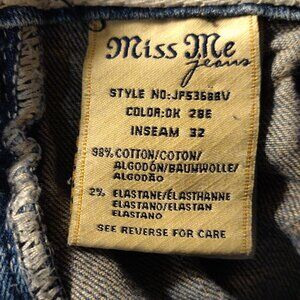 Miss Me
jeans
STYLE NO:JP5368BV
COLOR:DK 28E
INSEAM 32
98% COTTON/COTON/
ALGODÓN/BAUMWOLLE/
ALGODÃO
2% ELASTANE/ÉLASTHANNE
ELASTANO/ELASTAN
ELASTANO
SEE REVERSE FOR CARE